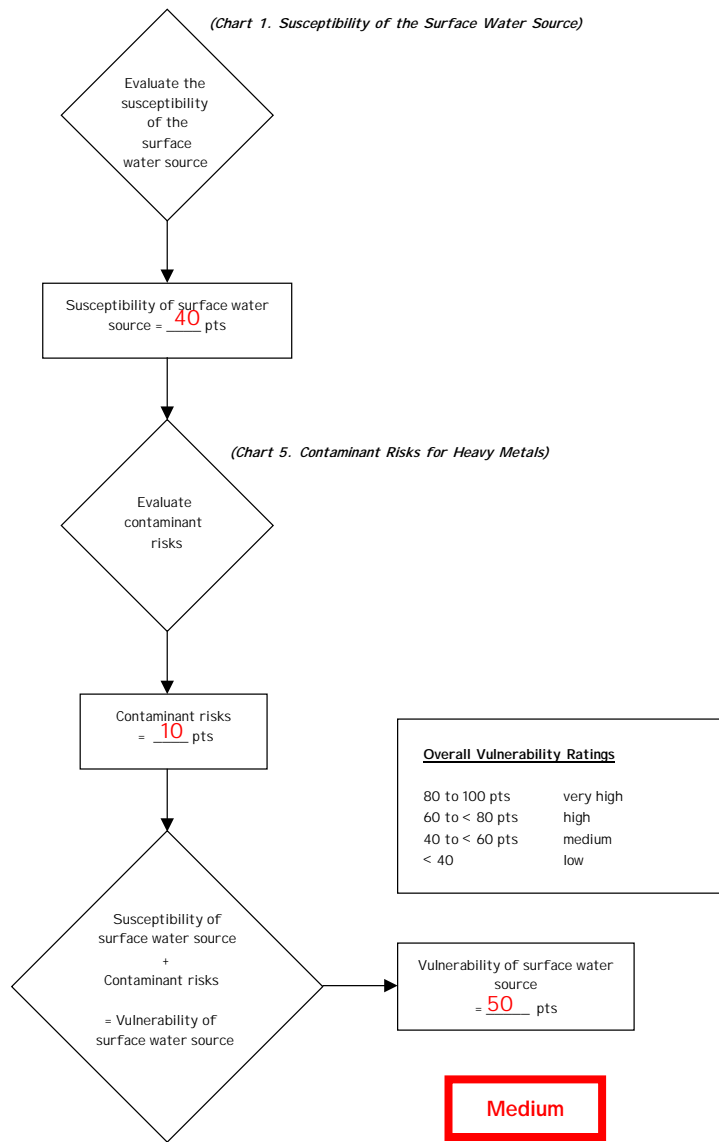 (Chart 1. Susceptibility of the Surface Water Source)
Evaluate the
susceptibility
of the
surface
water source
Susceptibility of surface water
source = 40 pts
(Chart 5. Contaminant Risks for Heavy Metals)
Evaluate
contaminant
risks
Contaminant risks
= 10 pts
Overall Vulnerability Ratings
80 to 100 pts very high
60 to < 80 pts high
40 to < 60 pts medium
< 40 low
Susceptibility of
surface water source
+
Contaminant risks
= Vulnerability of
surface water source
Vulnerability of surface water
source
= 50 pts
Medium